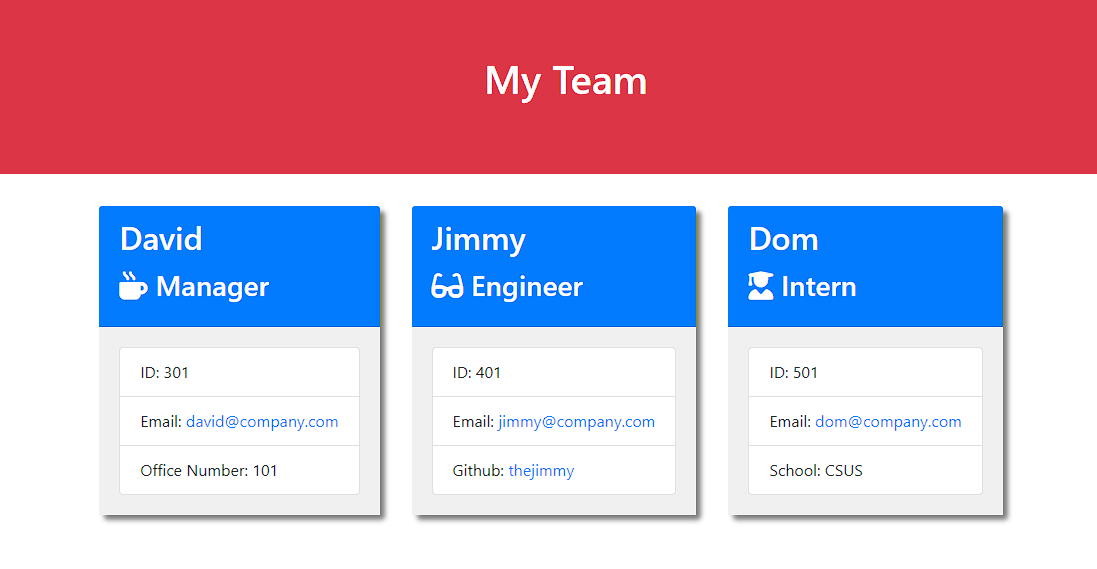 My Team
David
Manager
ID: 301
Email: david@company.com
Office Number: 101
Jimmy
Engineer
ID: 401
Email: jimmy@company.com
Github: thejimmy
Dom
Intern
ID: 501
Email: dom@company.com
School: CSUS